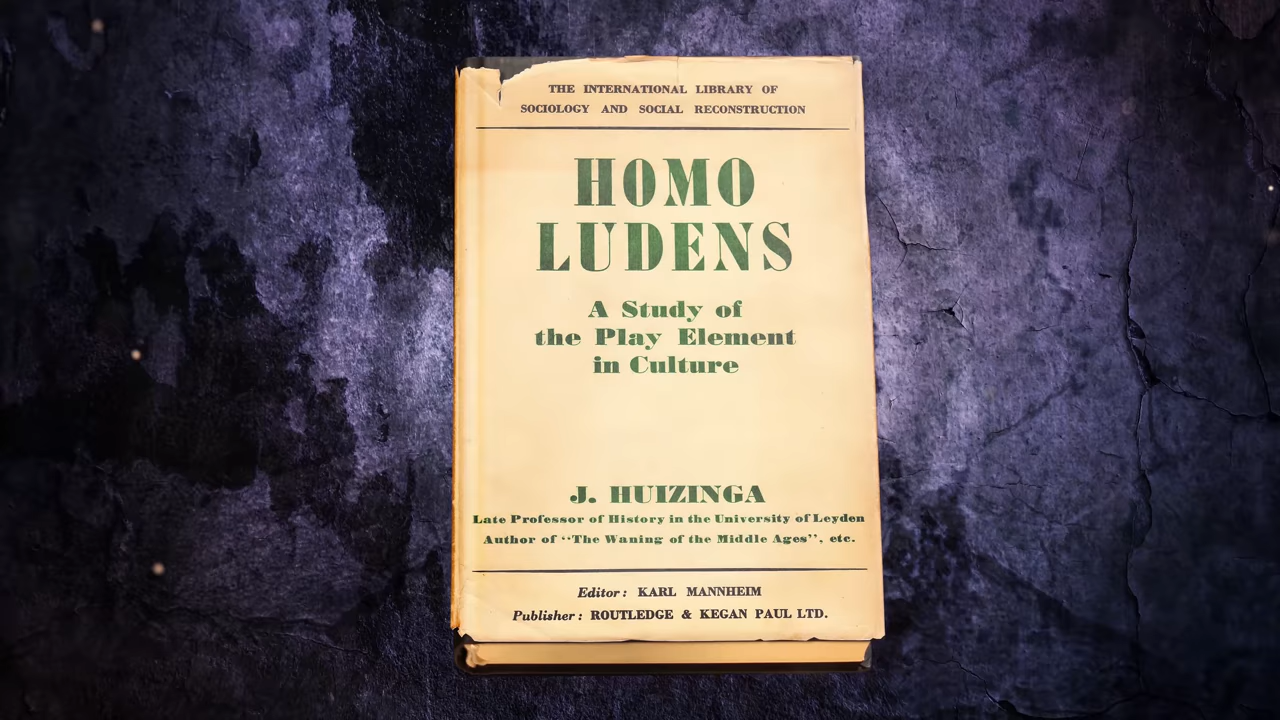 THE INTERNATIONAL LIBRARY OF
SOCIOLOGY AND SOCIAL RECONSTRUCTION
HOMO
LUDENS
A Study of
the Play Element
in Culture
J. HUIZINGA
Late Professor of History in the University of Leyden
Author of “The Waning of the Middle Ages”, etc.
Editor: KARL MANNHEIM
Publisher: ROUTLEDGE & KEGAN PAUL LTD.